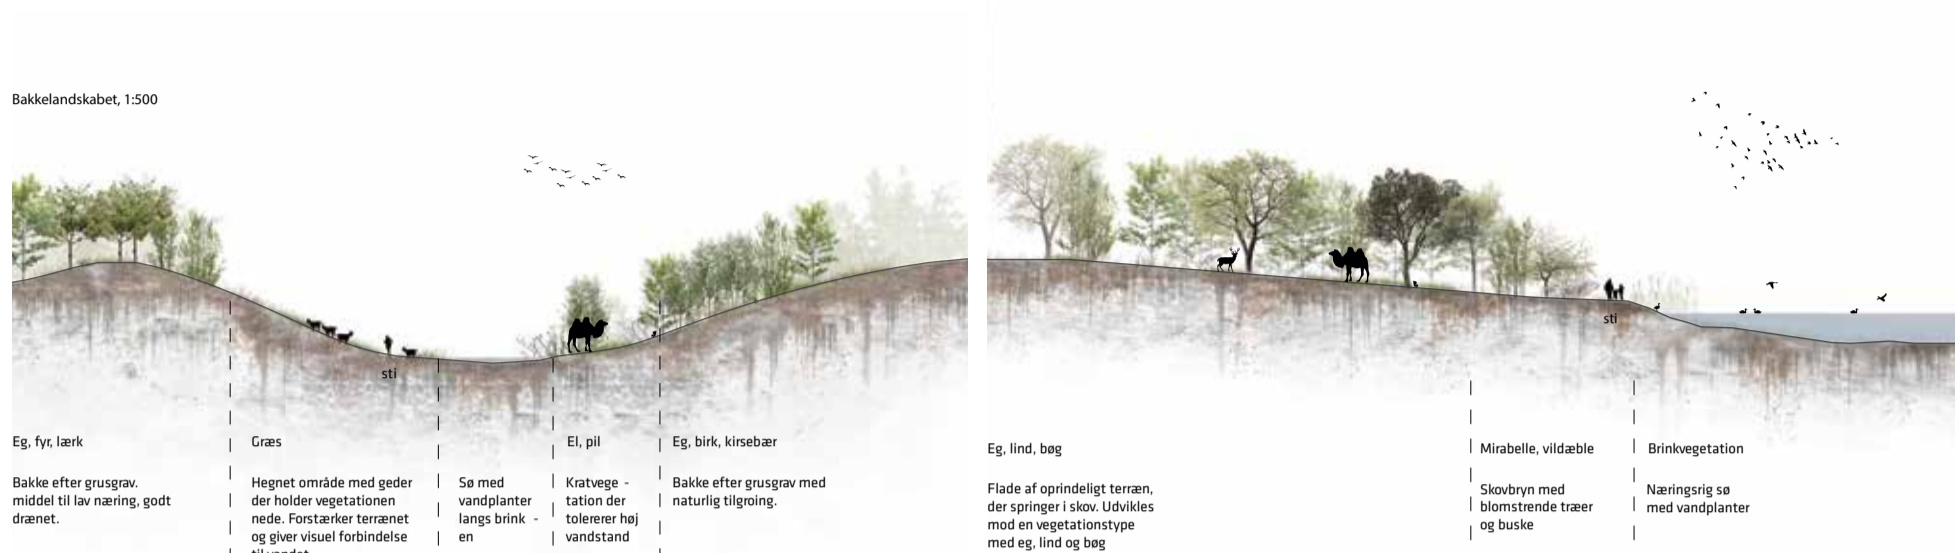 Bakkelandskabet, 1:500
sti
Eg, fyr, lærk
Bakke efter grusgrav.
middel til lav næring, godt
drænet.
Græs
Hegnet område med geder
der holder vegetationen
nede. Forstærker terrænet
og giver visuel forbindelse
til vandet
Sø med
vandplanter
langs brink -
en
El, pil
Kratvege -
tation der
tolererer høj
vandstand
Eg, birk, kirsebær
Bakke efter grusgrav med
naturlig tilgroing.
sti
Eg, lind, bøg
Flade af oprindeligt terræn,
der springer i skov. Udvikles
mod en vegetationstype
med eg, lind og bøg
Mirabelle, vildæble
Skovbryn med
blomstrende træer
og buske
Brinkvegetation
Næringsrig sø
med vandplanter